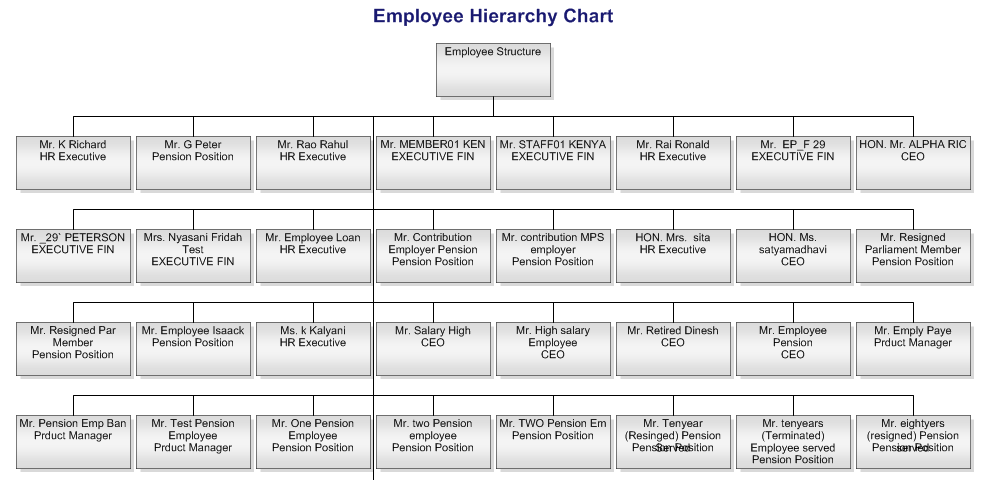 Employee Hierarchy Chart
Employee Structure
Mr. K Richard
HR Executive
Mr. G Peter
Pension Position
Mr. Rao Rahul
HR Executive
Mr. MEMBER01 KEN
EXECUTIVE FIN
Mr. STAFF01 KENYA
EXECUTIVE FIN
Mr. Rai Ronald
HR Executive
Mr. EP_F 29
EXECUTIVE FIN
HON. Mr. ALPHA RIC
CEO
Mr. _29` PETERSON
EXECUTIVE FIN
Mrs. Nyasani Fridah
Test
EXECUTIVE FIN
Mr. Employee Loan
HR Executive
Mr. Contribution
Employer Pension
Pension Position
Mr. contribution MPS
employer
Pension Position
HON. Mrs. sita
HR Executive
HON. Ms.
satyamadhavi
CEO
Mr. Resigned
Parliament Member
Pension Position
Mr. Resigned Par
Member
Pension Position
Mr. Employee Isaack
Pension Position
Ms. k Kalyani
HR Executive
Mr. Salary High
CEO
Mr. High salary
Employee
CEO
Mr. Retired Dinesh
CEO
Mr. Employee
Pension
CEO
Mr. Emply Paye
Prduct Manager
Mr. Pension Emp Ban
Prduct Manager
Mr. Test Pension
Employee
Prduct Manager
Mr. One Pension
Employee
Pension Position
Mr. two Pension
employee
Pension Position
Mr. TWO Pension Em
Pension Position
Mr. Tenyear
(Resinged) Pension
Served
Pension Position
Mr. tenyears
(Terminated)
Employee served
Pension Position
Mr. eightyers
(resigned) Pension
served
Pension Position